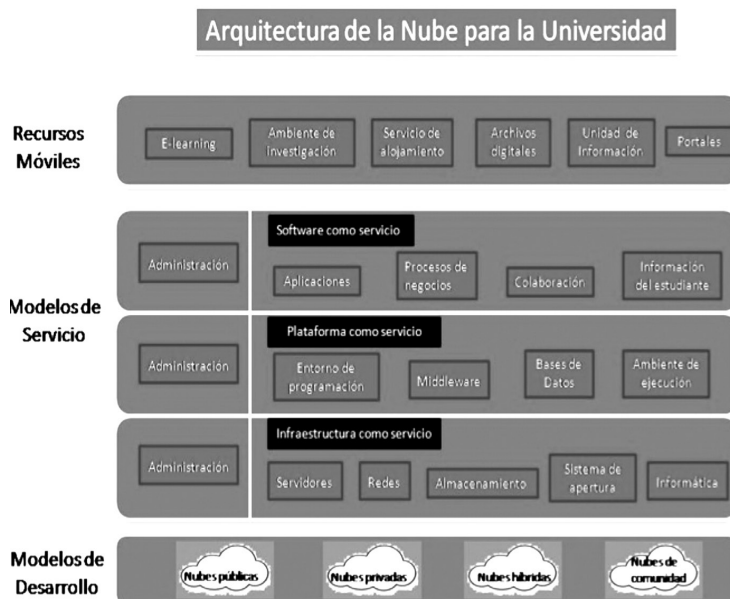 Arquitectura de la Nube para la Universidad
Recursos
Móviles
E-learning
Ambiente de
investigación
Servicio de
alojamiento
Archivos
digitales
Unidad de
Información
Portales
Modelos de
Servicio
Administración
Software como servicio
Aplicaciones
Procesos de
negocios
Colaboración
Información
del estudiante
Administración
Plataforma como servicio
Entorno de
programación
Middleware
Bases de
Datos
Ambiente de
ejecución
Administración
Infraestructura como servicio
Servidores
Redes
Almacenamiento
Sistema de
apertura
Informática
Modelos de
Desarrollo
Nubes públicas
Nubes privadas
Nubes híbridas
Nubes de
comunidad